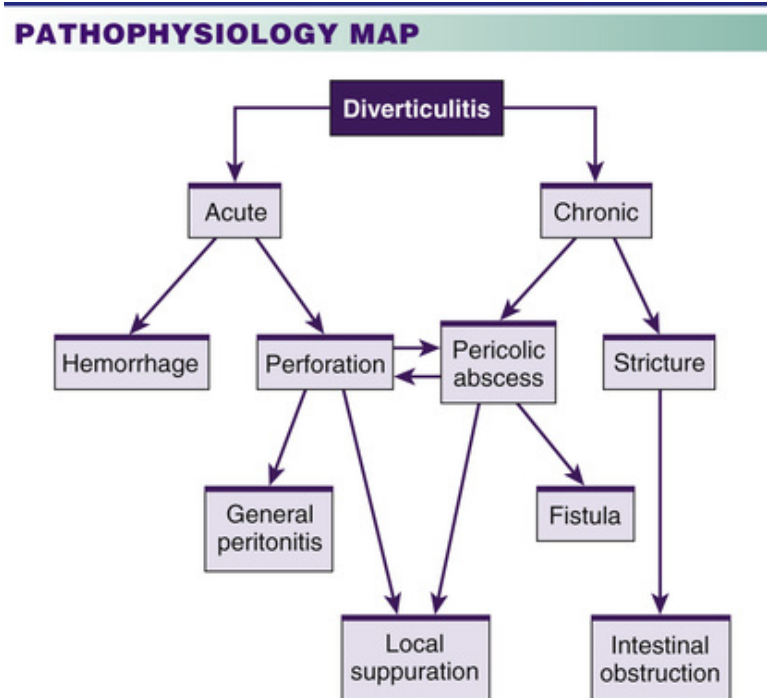 PATHOPHYSIOLOGY MAP
Diverticulitis
Acute
Chronic
Hemorrhage
Perforation
Pericolic
abscess
Stricture
General
peritonitis
Fistula
Local
suppuration
Intestinal
obstruction